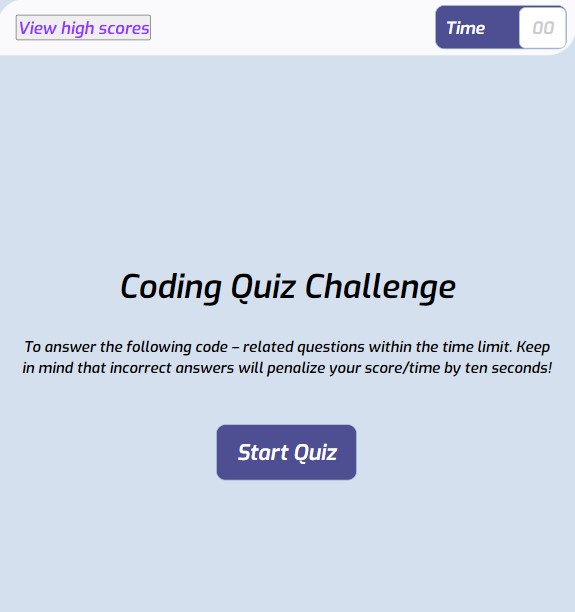 View high scores
Time 00
Coding Quiz Challenge
To answer the following code – related questions within the time limit. Keep
in mind that incorrect answers will penalize your score/time by ten seconds!
Start Quiz